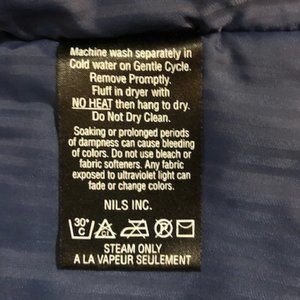 Machine wash separately in
Cold water on Gentle Cycle.
Remove Promptly.
Fluff in dryer with
NO HEAT then hang to dry.
Do Not Dry Clean.
Soaking or prolonged periods
of dampness can cause bleeding
of colors. Do not use bleach or
fabric softeners. Any fabric
exposed to ultraviolet light can
fade or change colors.
NILS INC.
30°
C
STEAM ONLY
A LA VAPEUR SEULEMENT